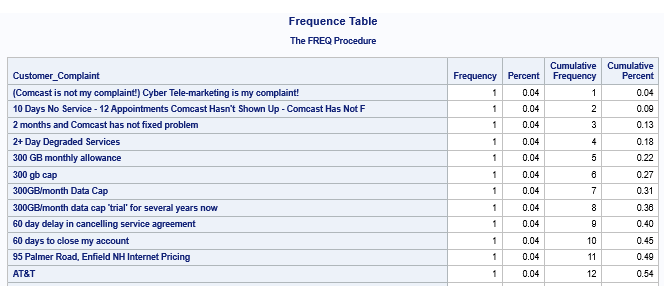 Frequence Table
The FREQ Procedure
Customer_Complaint Frequency Percent Cumulative Frequency Cumulative Percent
(Comcast is not my complaint!) Cyber Tele-marketing is my complaint! 1 0.04 1 0.04
10 Days No Service - 12 Appointments Comcast Hasn't Shown Up - Comcast Has Not F 1 0.04 2 0.09
2 months and Comcast has not fixed problem 1 0.04 3 0.13
2+ Day Degraded Services 1 0.04 4 0.18
300 GB monthly allowance 1 0.04 5 0.22
300 gb cap 1 0.04 6 0.27
300GB/month Data Cap 1 0.04 7 0.31
300GB/month data cap 'trial' for several years now 1 0.04 8 0.36
60 day delay in cancelling service agreement 1 0.04 9 0.40
60 days to close my account 1 0.04 10 0.45
95 Palmer Road, Enfield NH Internet Pricing 1 0.04 11 0.49
AT&T 1 0.04 12 0.54